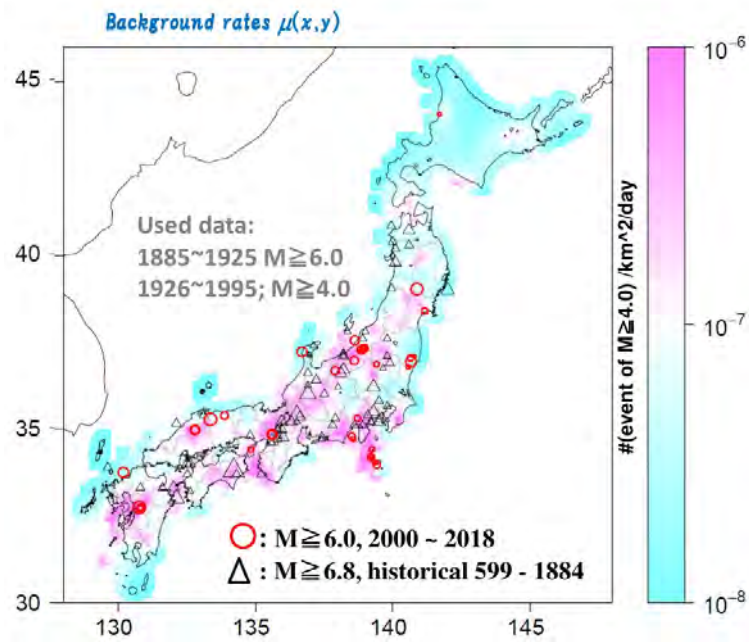 Background rates μ(x,y)
45
40
35
30
130
135
140
145
Used data:
1885~1925 M≧6.0
1926~1995; M≧4.0
○: M≧6.0, 2000 ~ 2018
△: M≧6.8, historical 599 - 1884
10⁻⁶
10⁻⁷
10⁻⁸
#(event of M≧4.0) /km^2/day